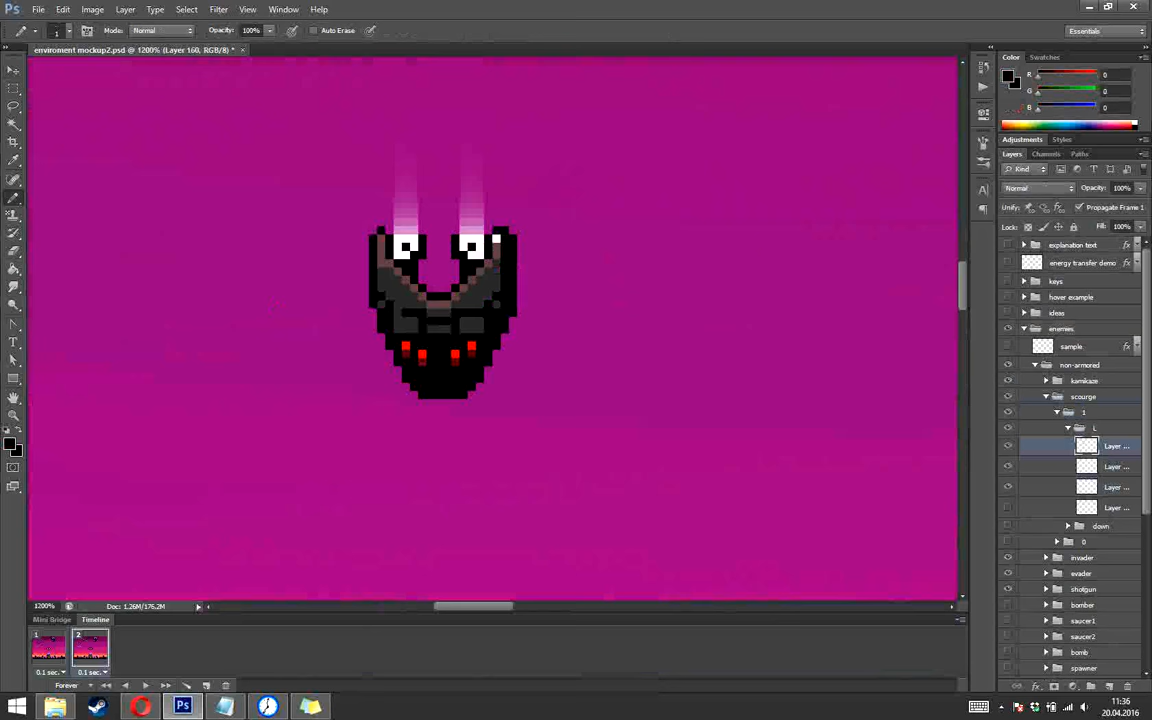 Ps File Edit Image Layer Type Select Filter View Window Help
1 Mode: Normal Opacity: 100% Auto Erase Essentials
enviroment mockup2.psd @ 1200% (Layer 160, RGB/8) * ×
Color Swatches
R 0
G 0
B 0
Adjustments Styles
Layers Channels Paths
Kind
Normal Opacity: 100%
Unify: Propagate Frame 1
Lock: Fill: 100%
explanation text fx
energy transfer demo
keys
hover example
ideas
enemies
sample fx
non-armored
kamikaze
scourge
1
L
Layer ...
Layer ...
Layer ...
Layer ...
down
0
invader
evader
shotgun
bomber
saucer1
saucer2
bomb
spawner
1200% Doc: 1.26M/176.2M
Mini Bridge Timeline
1 2
0.1 sec. 0.1 sec.
Forever
fx
Ps 11:36
20.04.2016